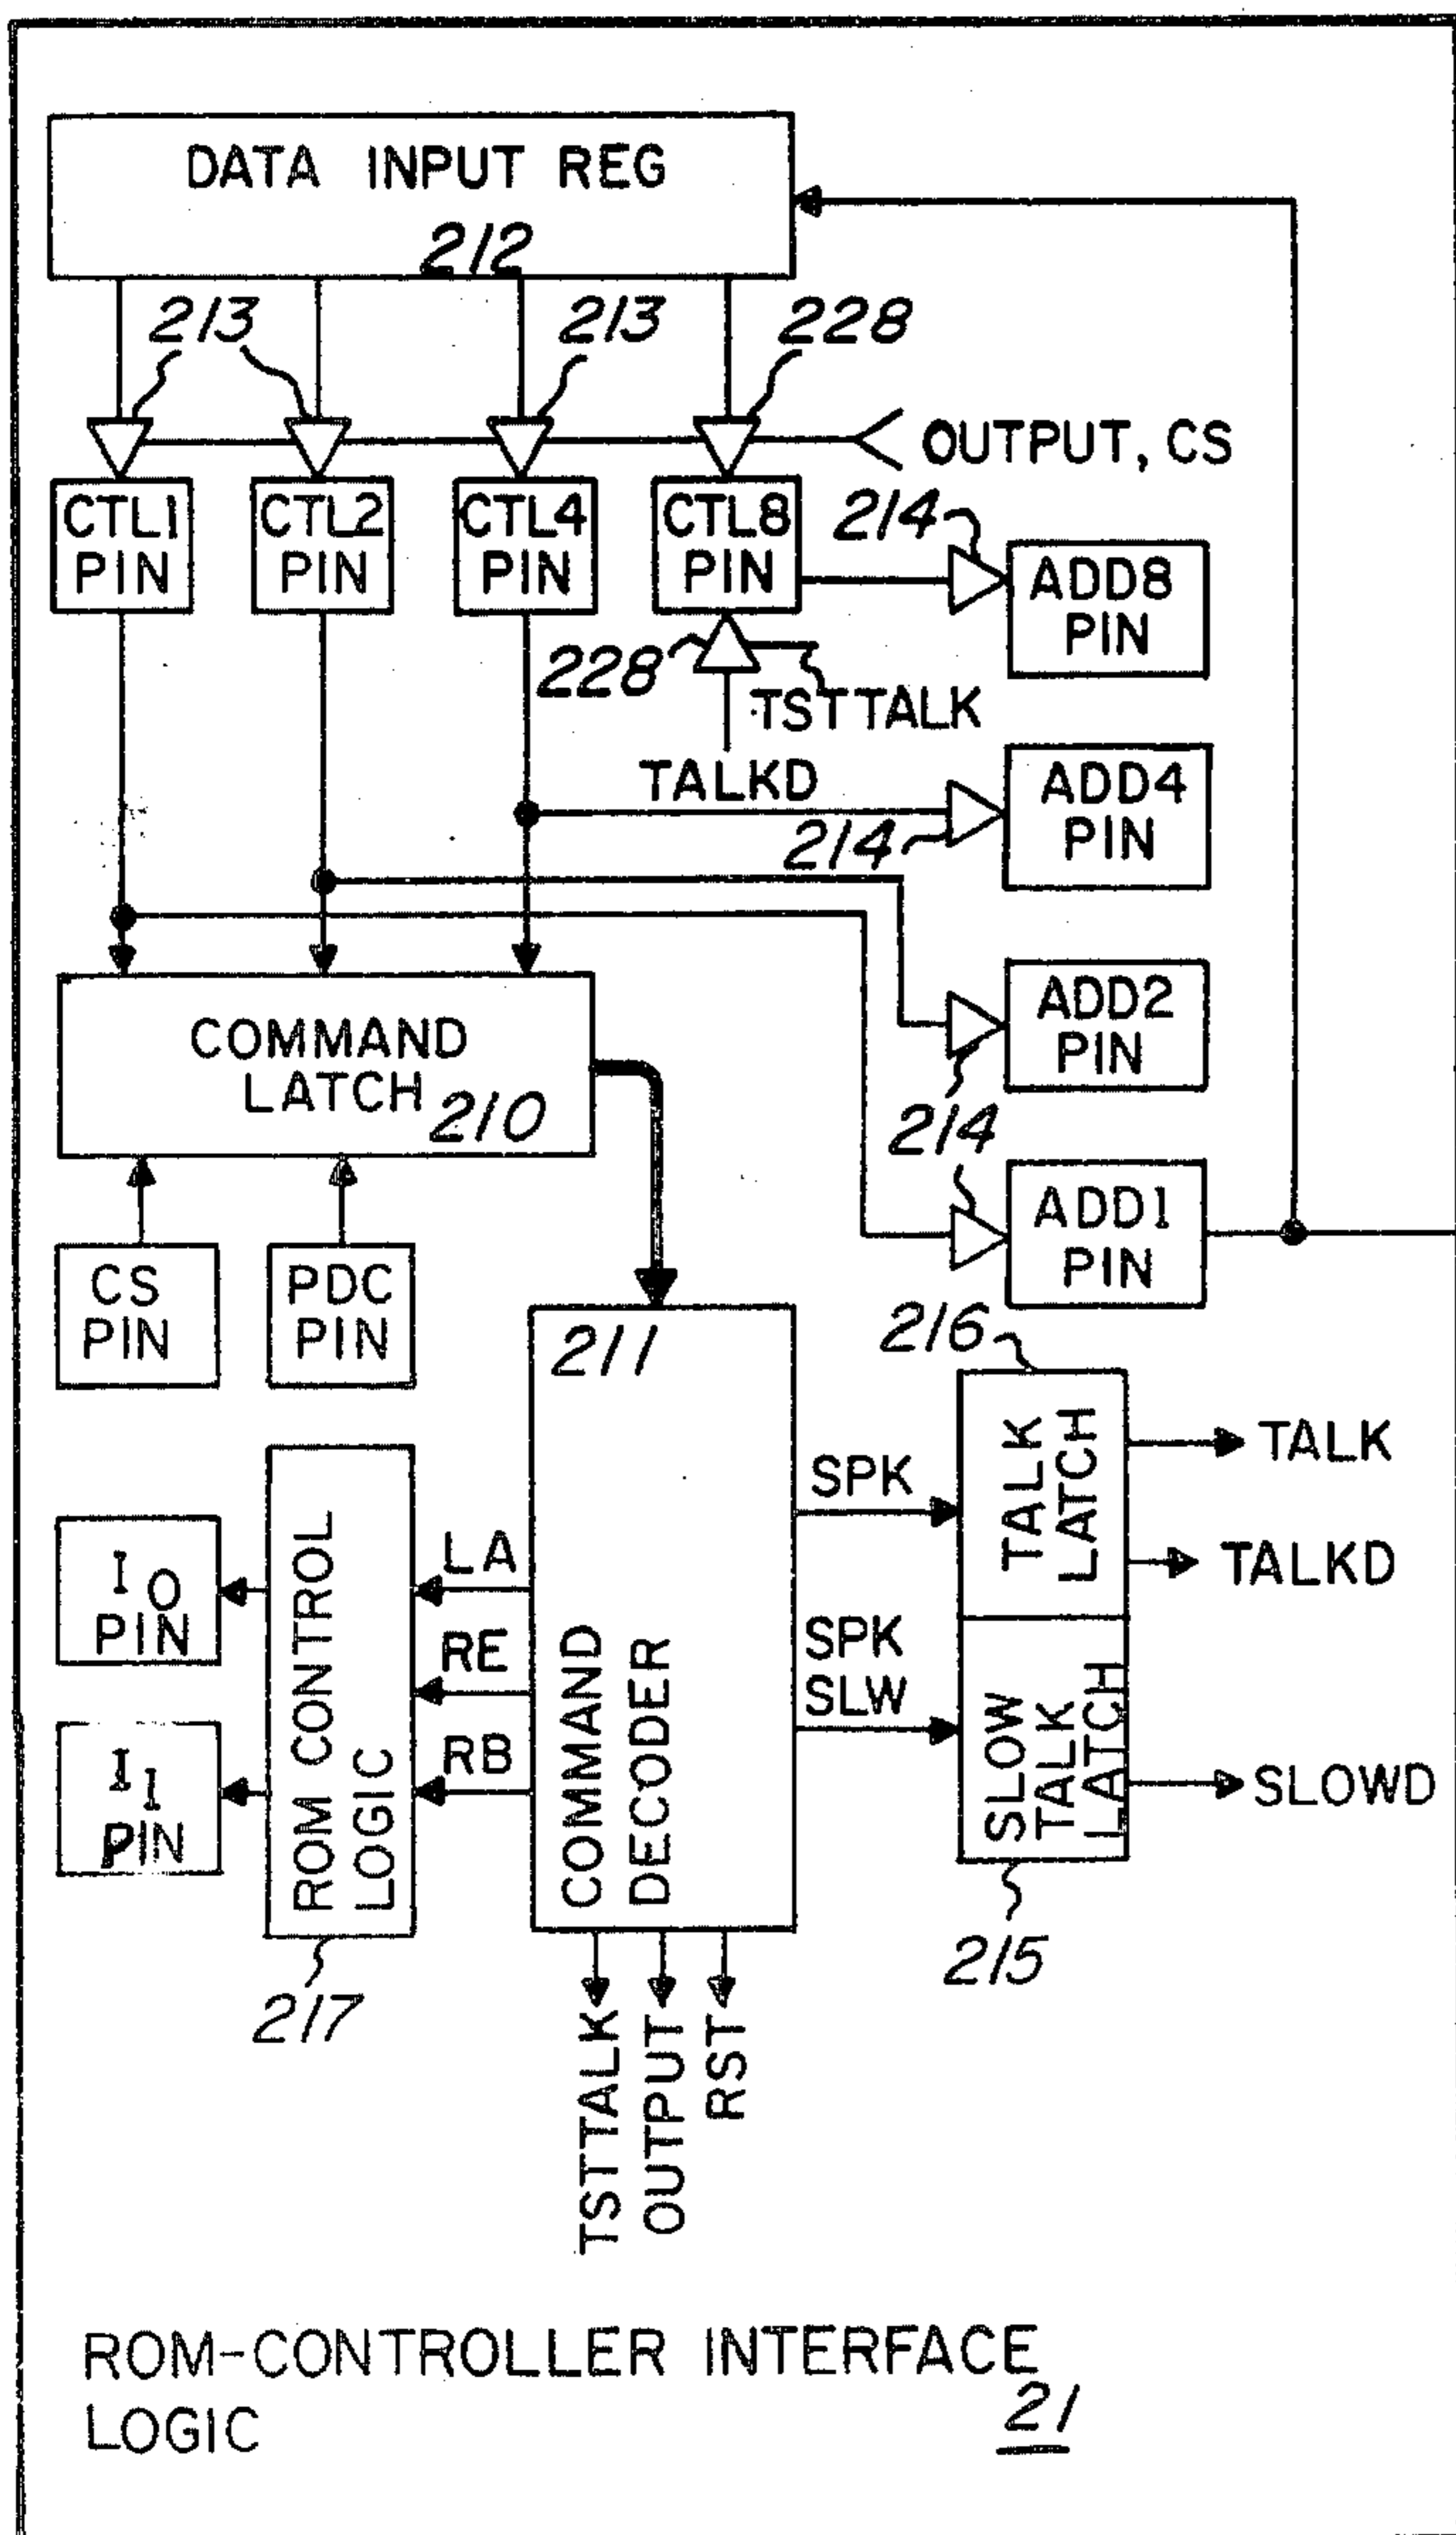 DATA INPUT REG
212
213
213
228
OUTPUT, CS
CTL1
PIN
CTL2
PIN
CTL4
PIN
CTL8
PIN
214
ADD8
PIN
228
TSTTALK
TALKD
214
ADD4
PIN
COMMAND
LATCH 210
ADD2
PIN
214
ADD1
PIN
CS
PIN
PDC
PIN
211
COMMAND
DECODER
216
TALK
LATCH
SPK
TALK
TALKD
I0
PIN
I1
PIN
ROM CONTROL
LOGIC
LA
RE
RB
SPK
SLW
SLOW
TALK
LATCH
SLOWD
215
217
TSTTALK
OUTPUT
RST
ROM-CONTROLLER INTERFACE
LOGIC
21